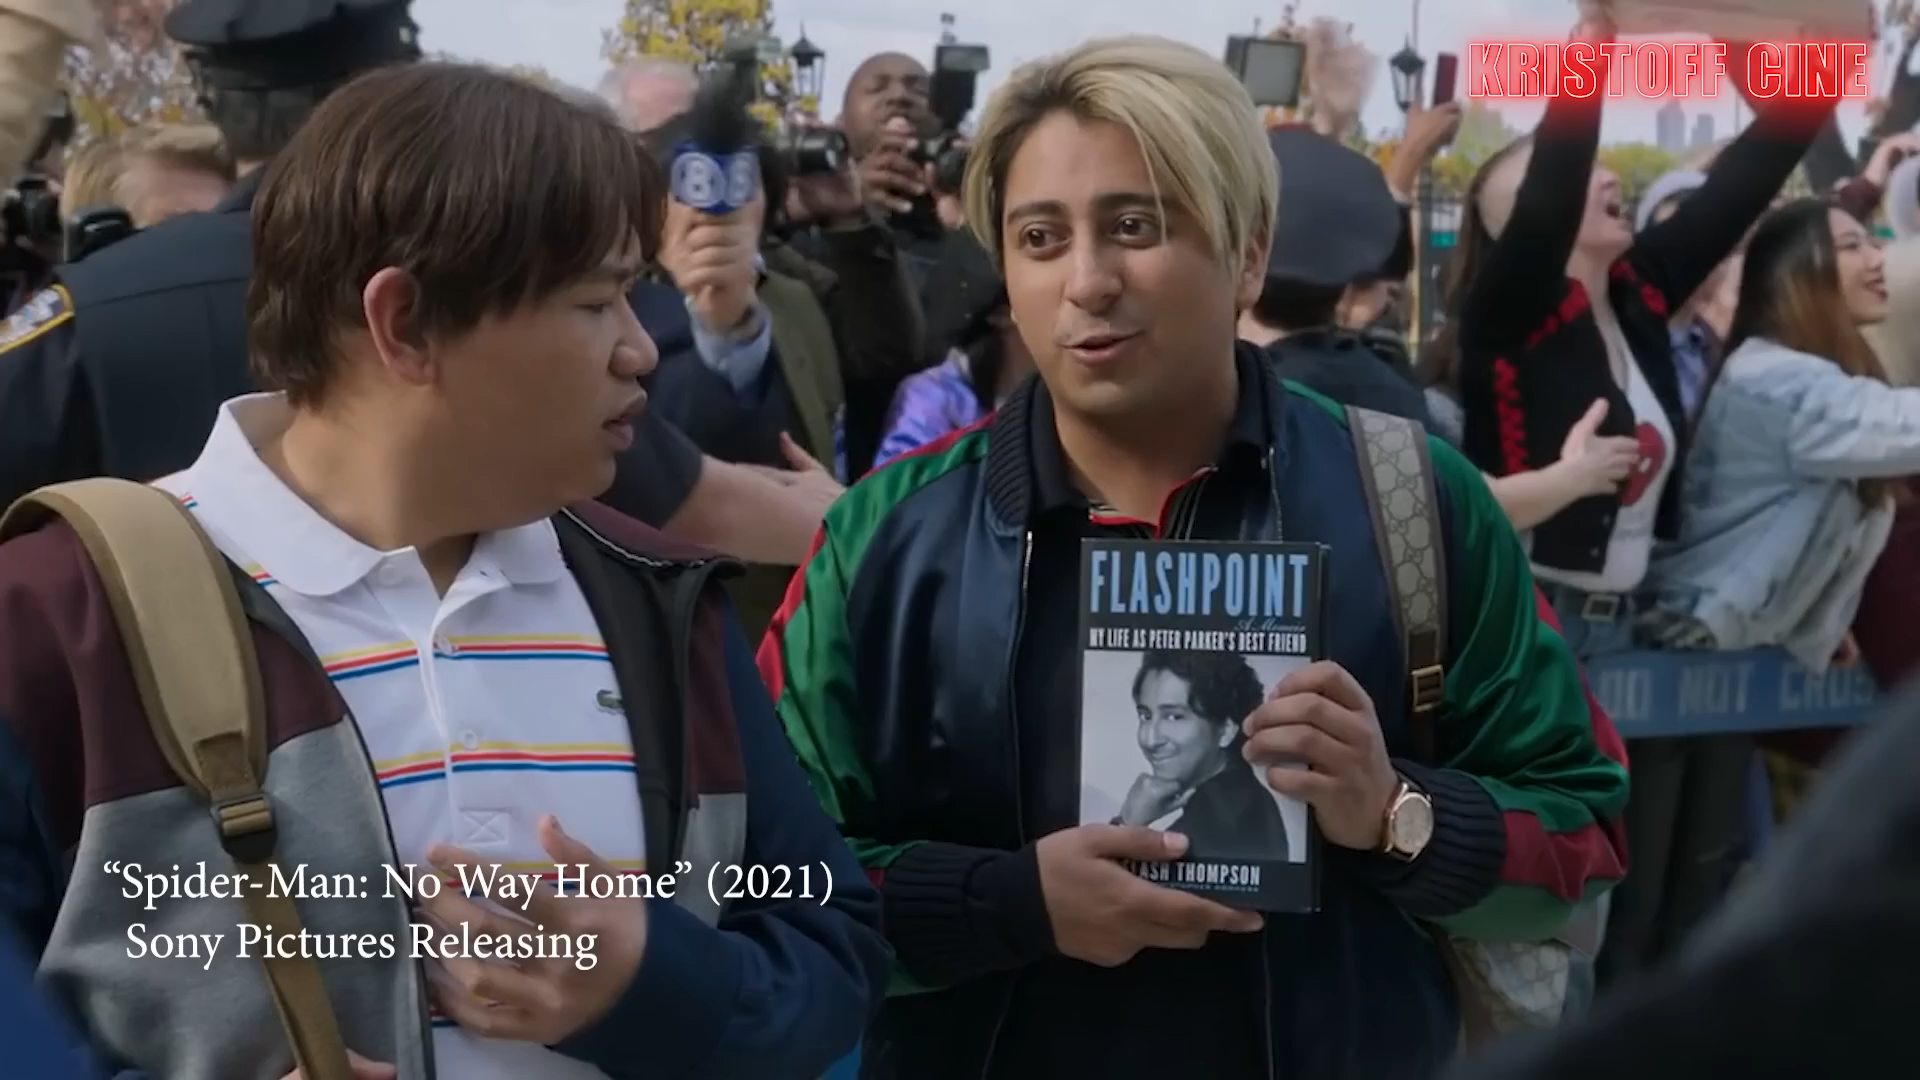 KRISTOFF CINE
8
FLASHPOINT
A Memoir
MY LIFE AS PETER PARKER'S BEST FRIEND
FLASH THOMPSON
DO NOT CROSS
“Spider-Man: No Way Home” (2021)
Sony Pictures Releasing